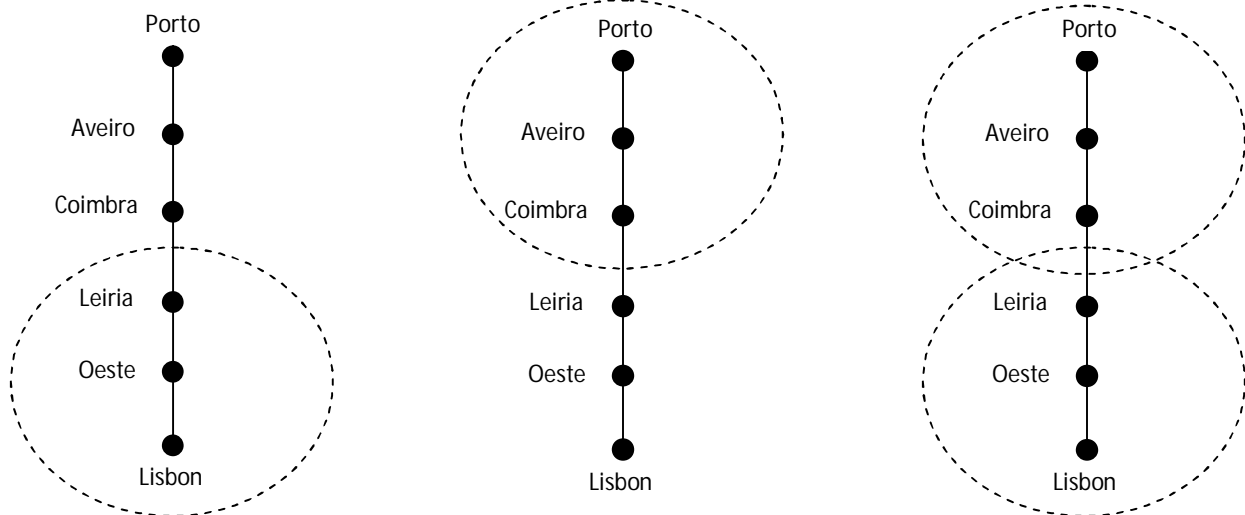 Porto
Aveiro
Coimbra
Leiria
Oeste
Lisbon
Porto
Aveiro
Coimbra
Leiria
Oeste
Lisbon
Porto
Aveiro
Coimbra
Leiria
Oeste
Lisbon